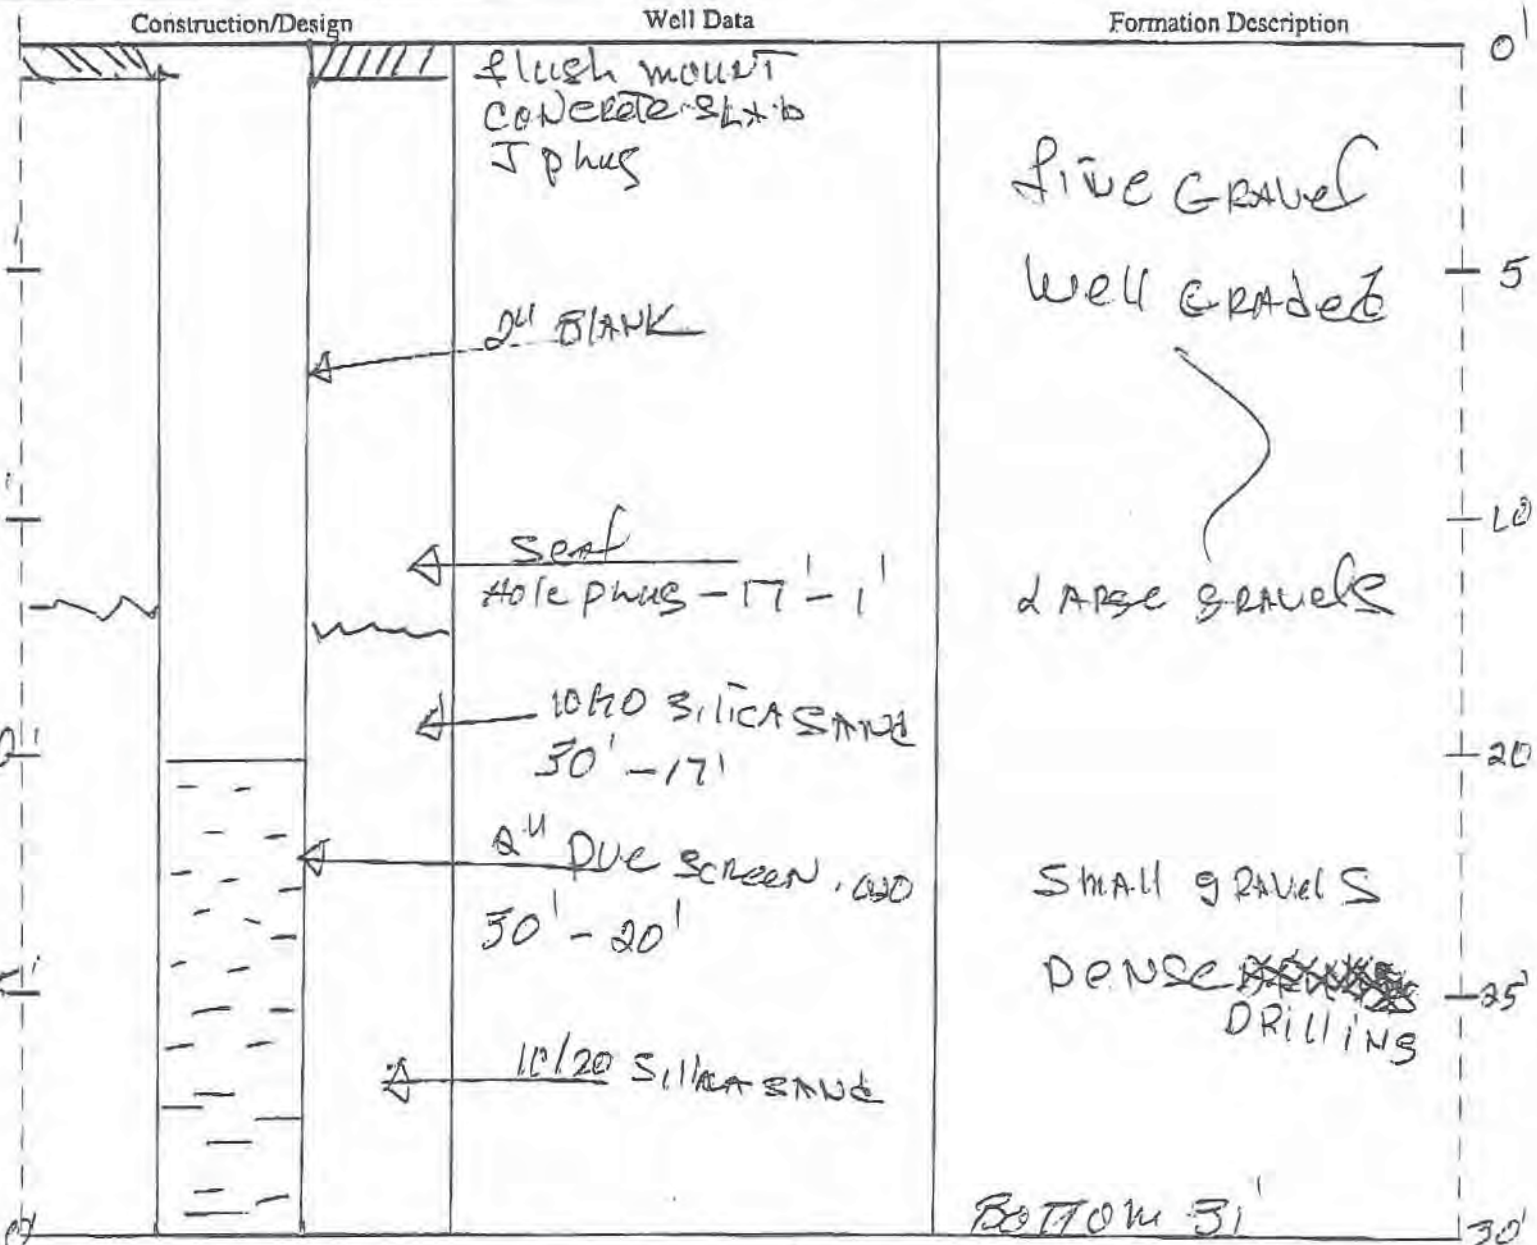 Construction/Design
Well Data
Formation Description
0'
flush mount
CONCRETE SLAB
J plug
fine GRAVEL
Well GRADED
5
2" BLANK
10
Seal
Hole plug - 17' - 1'
LARGE GRAVELS
10/20 SILICA SAND
30' - 17'
20
2" PVC SCREEN .020
30' - 20'
SMALL GRAVELS
DENSE
DRILLING
25'
10/20 Silica SAND
BOTTOM 31'
30'